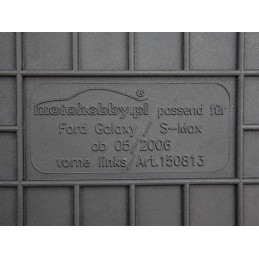 motohobby.pl ® passend für
Ford Galaxy / S-Max
ab 05/2006
vorne links/Art.150813